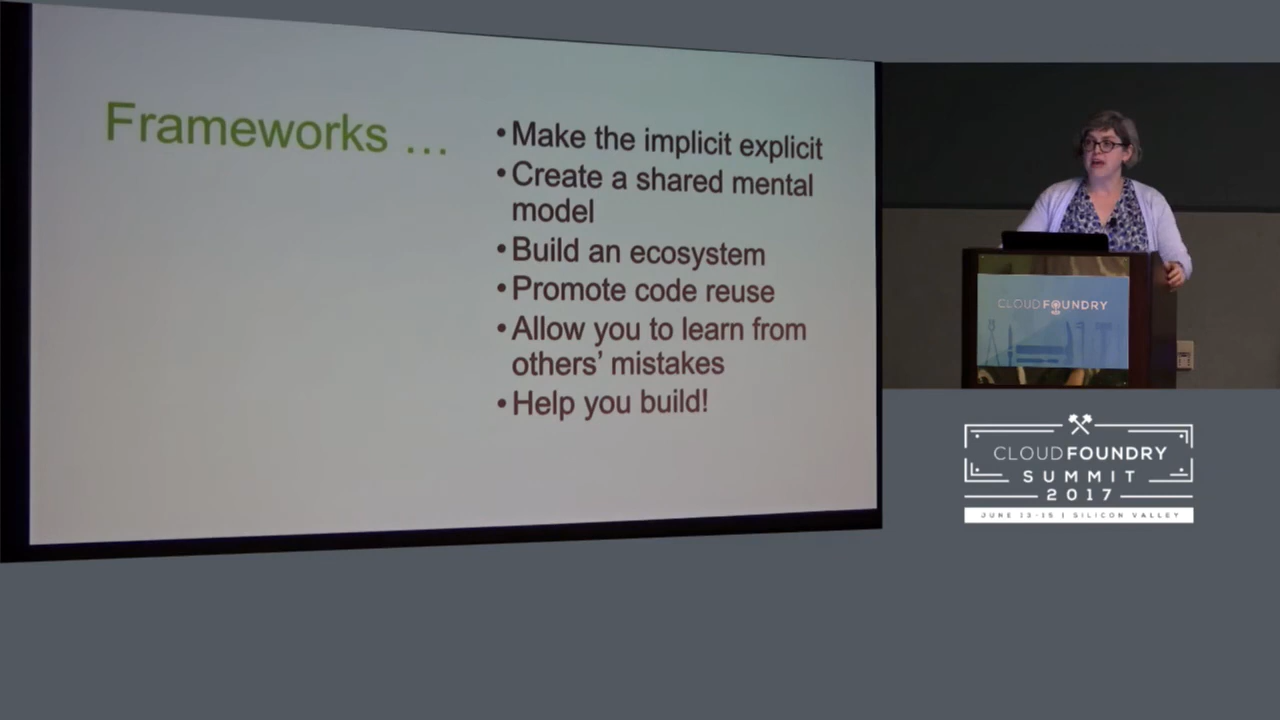 Frameworks ...
• Make the implicit explicit
• Create a shared mental
model
• Build an ecosystem
• Promote code reuse
• Allow you to learn from
others' mistakes
• Help you build!
CLOUDFOUNDRY
CLOUDFOUNDRY
SUMMIT
2017
JUNE 13-15 | SILICON VALLEY